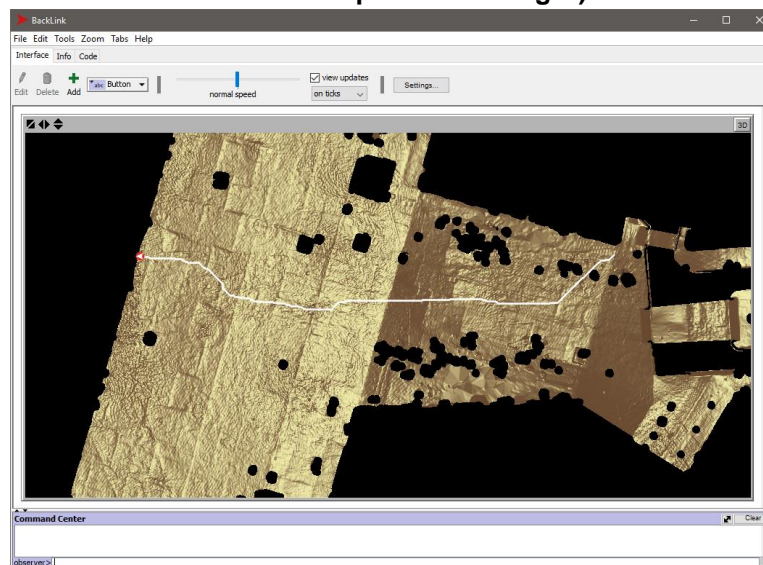 BackLink
File Edit Tools Zoom Tabs Help
Interface Info Code
Edit Delete Add abc Button normal speed view updates on ticks Settings...
3D
Command Center Clear
observer>